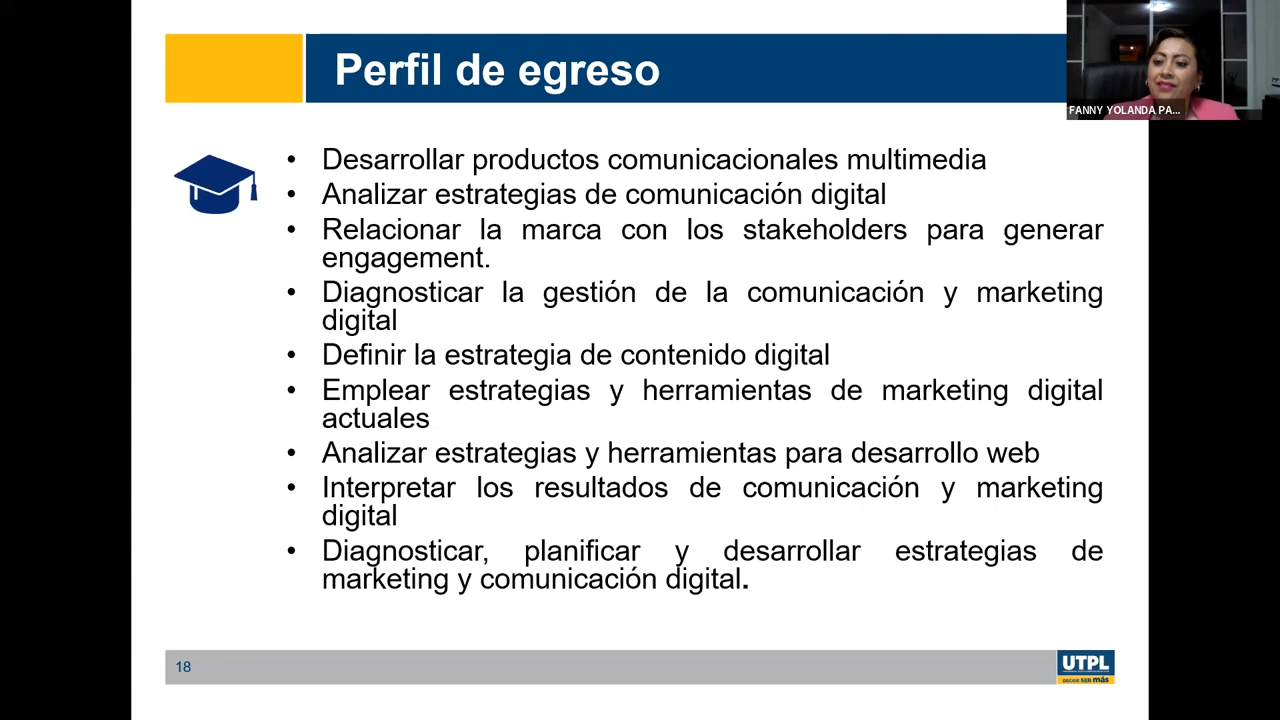 Perfil de egreso
FANNY YOLANDA PA...
• Desarrollar productos comunicacionales multimedia
• Analizar estrategias de comunicación digital
• Relacionar la marca con los stakeholders para generar
engagement.
• Diagnosticar la gestión de la comunicación y marketing
digital
• Definir la estrategia de contenido digital
• Emplear estrategias y herramientas de marketing digital
actuales
• Analizar estrategias y herramientas para desarrollo web
• Interpretar los resultados de comunicación y marketing
digital
• Diagnosticar, planificar y desarrollar estrategias de
marketing y comunicación digital.
18
UTPL
DECIDE SER más